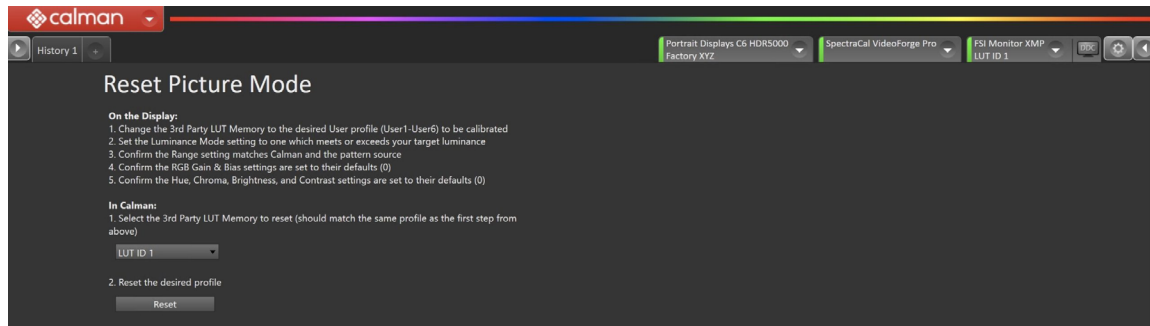 calman
History 1 +
Portrait Displays C6 HDR5000
Factory XYZ
SpectraCal VideoForge Pro
FSI Monitor XMP
LUT ID 1
DDC
Reset Picture Mode
On the Display:
1. Change the 3rd Party LUT Memory to the desired User profile (User1-User6) to be calibrated
2. Set the Luminance Mode setting to one which meets or exceeds your target luminance
3. Confirm the Range setting matches Calman and the pattern source
4. Confirm the RGB Gain & Bias settings are set to their defaults (0)
5. Confirm the Hue, Chroma, Brightness, and Contrast settings are set to their defaults (0)
In Calman:
1. Select the 3rd Party LUT Memory to reset (should match the same profile as the first step from
above)
LUT ID 1
2. Reset the desired profile
Reset